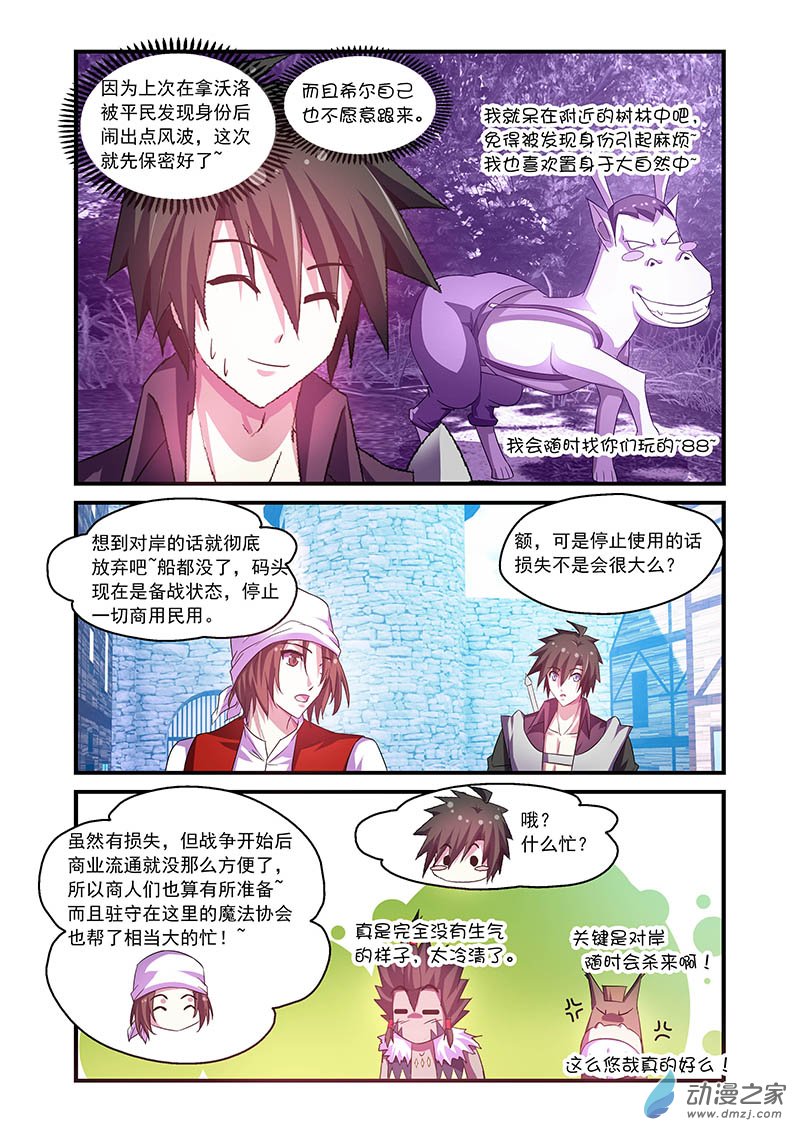 因为上次在拿沃洛
被平民发现身份后
闹出点风波，这次
就先保密好了~
而且希尔自己
也不愿意跟来。
我就呆在附近的树林中吧，
免得被发现身份引起麻烦~
我也喜欢置身于大自然中~
我会随时找你们玩的~88~
想到对岸的话就彻底
放弃吧~船都没了，码头
现在是备战状态，停止
一切商用民用。
额，可是停止使用的话
损失不是会很大么？
虽然有损失，但战争开始后
商业流通就没那么方便了，
所以商人们也算有所准备~
而且驻守在这里的魔法协会
也帮了相当大的忙！~
哦？
什么忙？
真是完全没有生气
的样子，太冷清了。
关键是对岸
随时会杀来啊！
这么悠哉真的好么！
动漫之家
www.dmzj.com